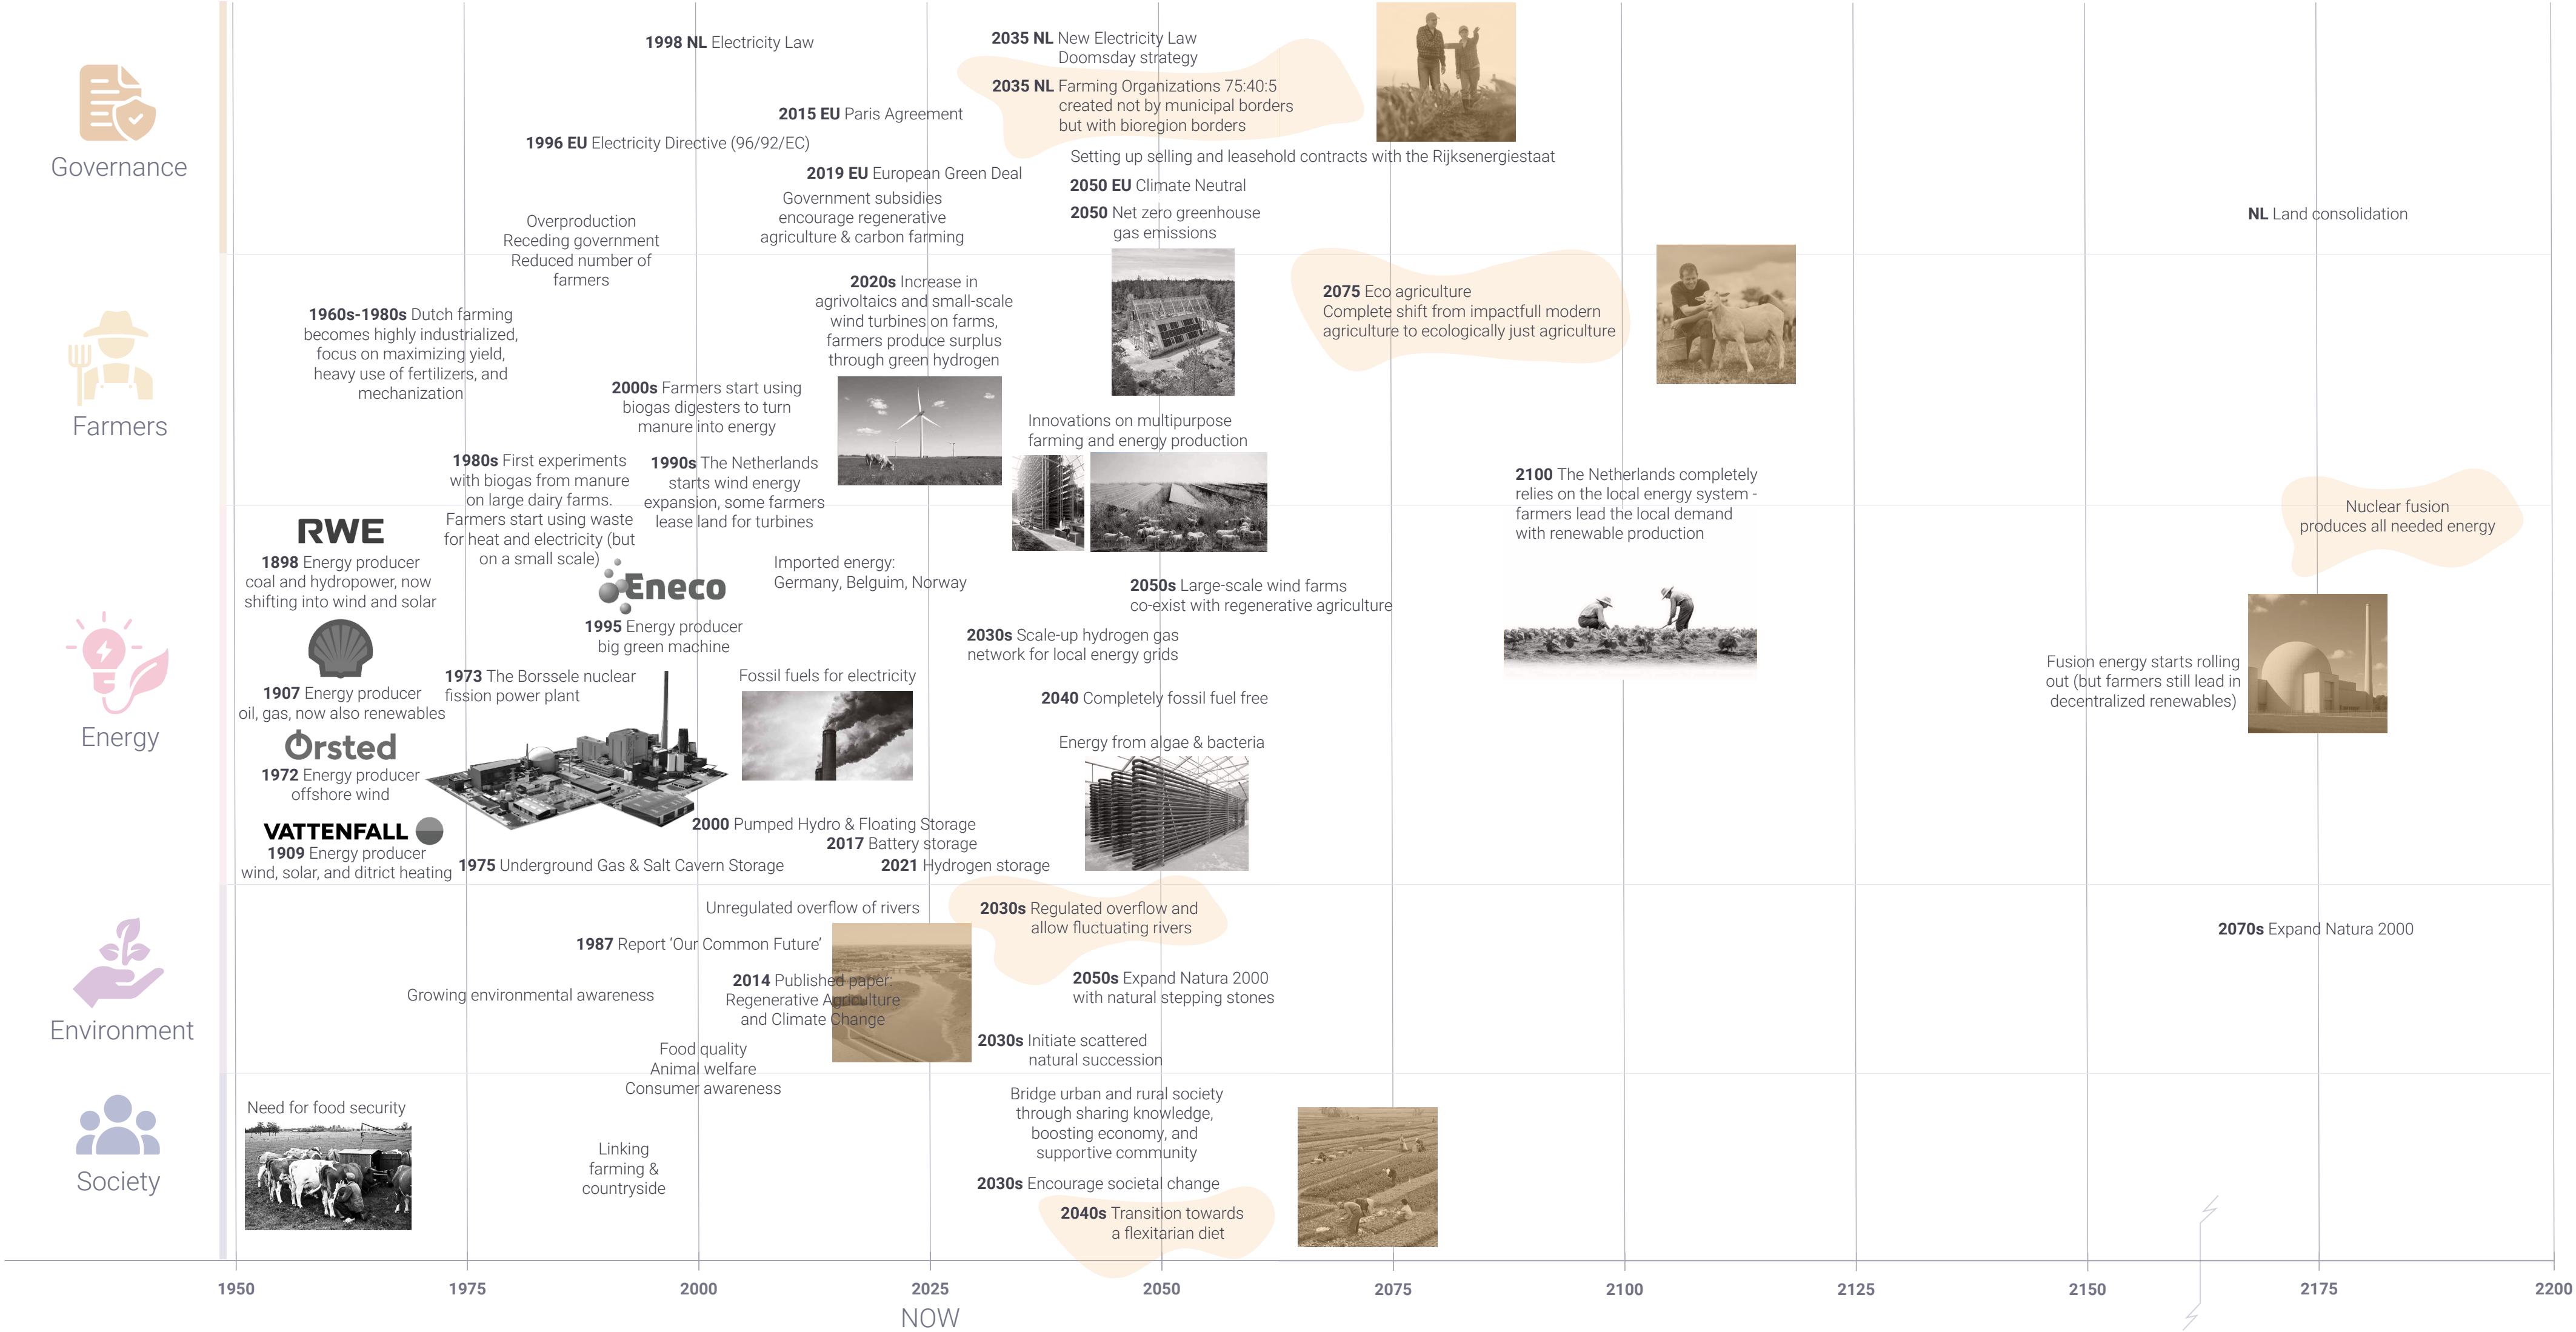 Governance
1998 NL Electricity Law
2015 EU Paris Agreement
1996 EU Electricity Directive (96/92/EC)
2019 EU European Green Deal
Government subsidies
encourage regenerative
agriculture & carbon farming
Overproduction
Receding government
Reduced number of
farmers
2035 NL New Electricity Law
Doomsday strategy
2035 NL Farming Organizations 75:40:5
created not by municipal borders
but with bioregion borders
Setting up selling and leasehold contracts with the Rijksenergiestaat
2050 EU Climate Neutral
2050 Net zero greenhouse
gas emissions
NL Land consolidation
Farmers
1960s-1980s Dutch farming
becomes highly industrialized,
focus on maximizing yield,
heavy use of fertilizers, and
mechanization
2020s Increase in
agrivoltaics and small-scale
wind turbines on farms,
farmers produce surplus
through green hydrogen
2000s Farmers start using
biogas digesters to turn
manure into energy
1980s First experiments
with biogas from manure
on large dairy farms.
Farmers start using waste
for heat and electricity (but
on a small scale)
1990s The Netherlands
starts wind energy
expansion, some farmers
lease land for turbines
Innovations on multipurpose
farming and energy production
2075 Eco agriculture
Complete shift from impactfull modern
agriculture to ecologically just agriculture
2100 The Netherlands completely
relies on the local energy system -
farmers lead the local demand
with renewable production
Nuclear fusion
produces all needed energy
Energy
RWE
1898 Energy producer
coal and hydropower, now
shifting into wind and solar
1907 Energy producer
oil, gas, now also renewables
Ørsted
1972 Energy producer
offshore wind
VATTENFALL
1909 Energy producer
wind, solar, and ditrict heating
Eneco
1995 Energy producer
big green machine
1973 The Borssele nuclear
fission power plant
Imported energy:
Germany, Belguim, Norway
Fossil fuels for electricity
2000 Pumped Hydro & Floating Storage
2017 Battery storage
1975 Underground Gas & Salt Cavern Storage
2021 Hydrogen storage
2050s Large-scale wind farms
co-exist with regenerative agriculture
2030s Scale-up hydrogen gas
network for local energy grids
2040 Completely fossil fuel free
Energy from algae & bacteria
Fusion energy starts rolling
out (but farmers still lead in
decentralized renewables)
Environment
Unregulated overflow of rivers
1987 Report ‘Our Common Future’
2014 Published paper:
Regenerative Agriculture
and Climate Change
Growing environmental awareness
Food quality
Animal welfare
Consumer awareness
2030s Regulated overflow and
allow fluctuating rivers
2050s Expand Natura 2000
with natural stepping stones
2030s Initiate scattered
natural succession
2070s Expand Natura 2000
Society
Need for food security
Linking
farming &
countryside
Bridge urban and rural society
through sharing knowledge,
boosting economy, and
supportive community
2030s Encourage societal change
2040s Transition towards
a flexitarian diet
1950
1975
2000
2025
2050
2075
2100
2125
2150
2175
2200
NOW